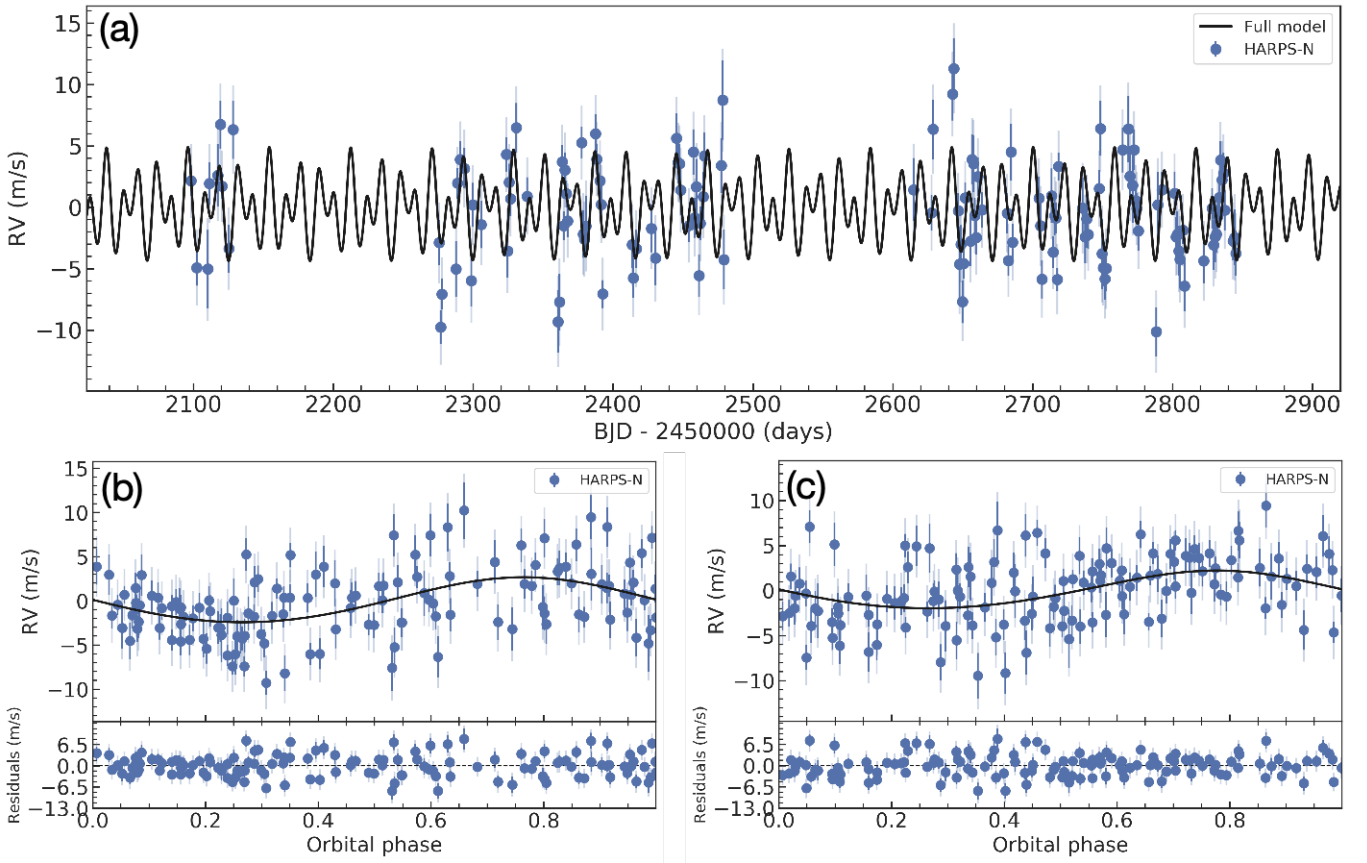 (a)
Full model
HARPS-N
15
10
5
0
−5
−10
RV (m/s)
2100 2200 2300 2400 2500 2600 2700 2800 2900
BJD - 2450000 (days)
(b)
HARPS-N
15
10
5
0
−5
−10
RV (m/s)
6.5
0.0
−6.5
−13.0
Residuals (m/s)
0.0 0.2 0.4 0.6 0.8
Orbital phase
(c)
HARPS-N
10
5
0
−5
−10
RV (m/s)
6.5
0.0
−6.5
−13.0
Residuals (m/s)
0.0 0.2 0.4 0.6 0.8
Orbital phase